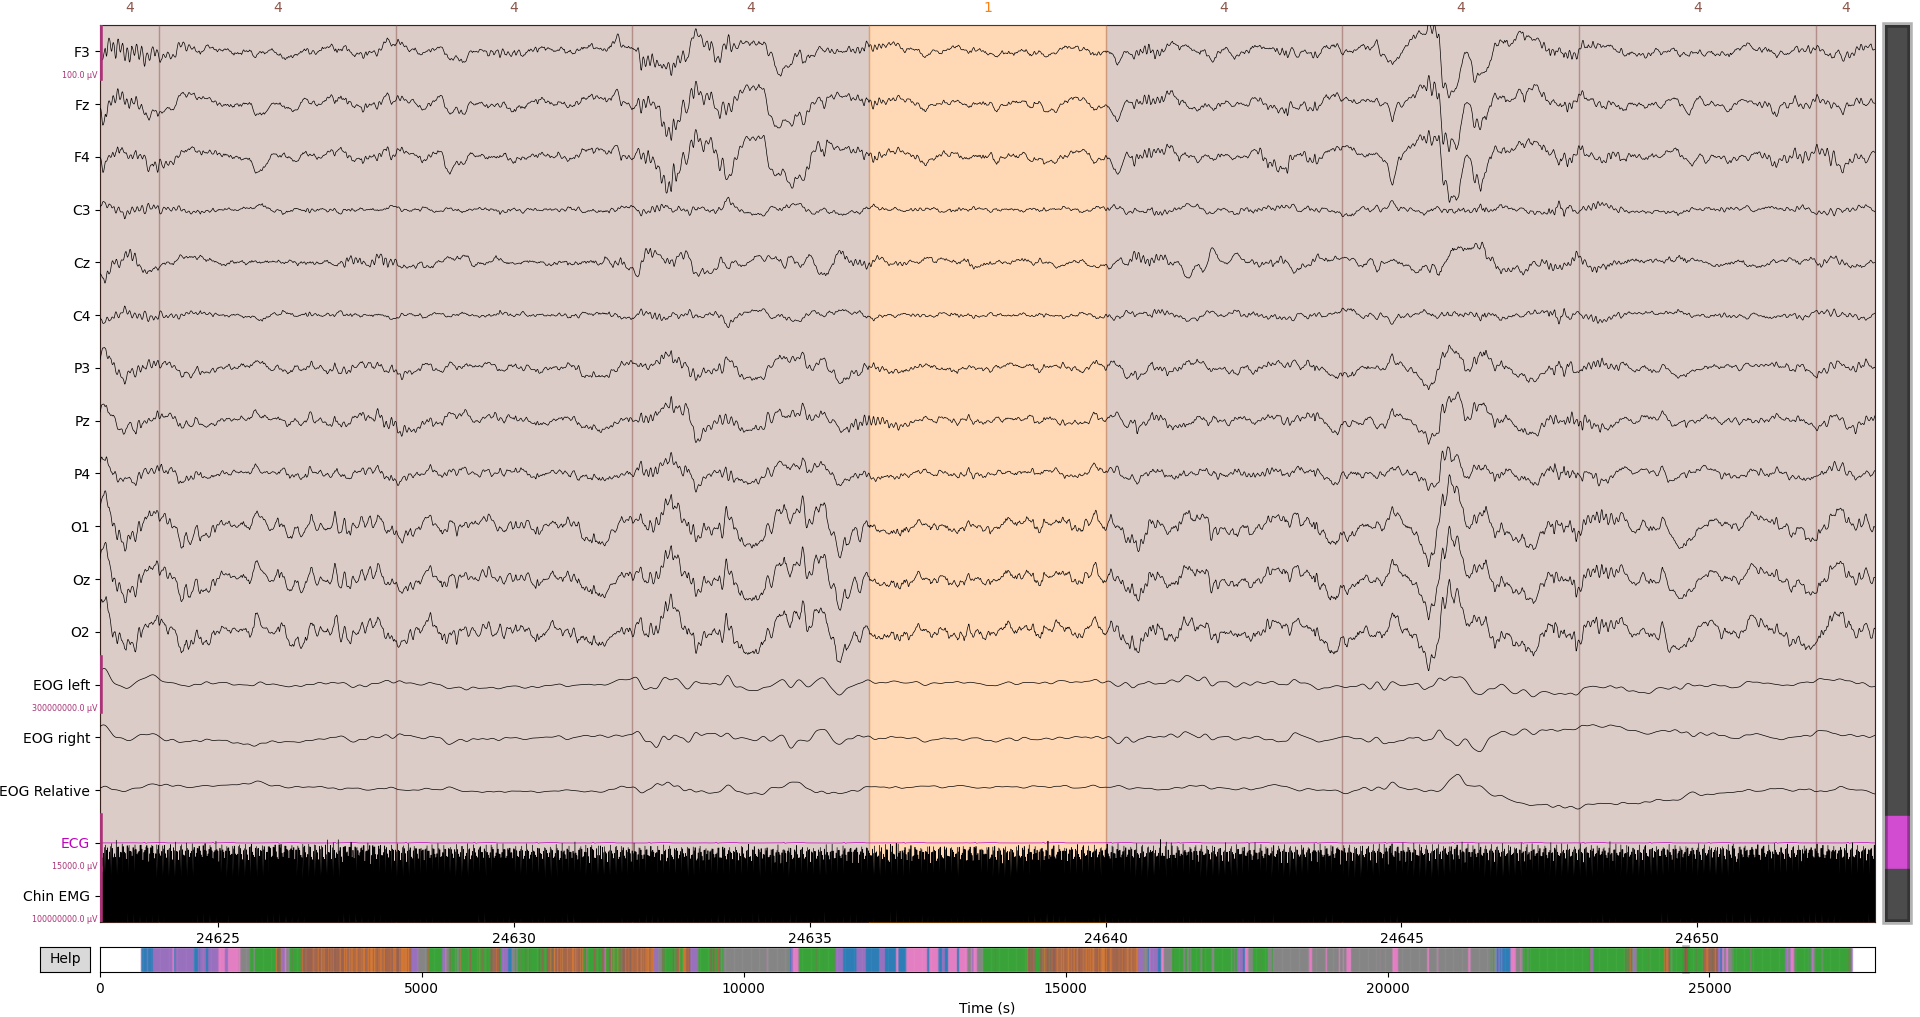 4 4 4 4 1 4 4 4 4
F3
100.0 µV
Fz
F4
C3
Cz
C4
P3
Pz
P4
O1
Oz
O2
EOG left
300000000.0 µV
EOG right
EOG Relative
ECG
15000.0 µV
Chin EMG
100000000.0 µV
24625 24630 24635 24640 24645 24650
Help
0 5000 10000 15000 20000 25000
Time (s)